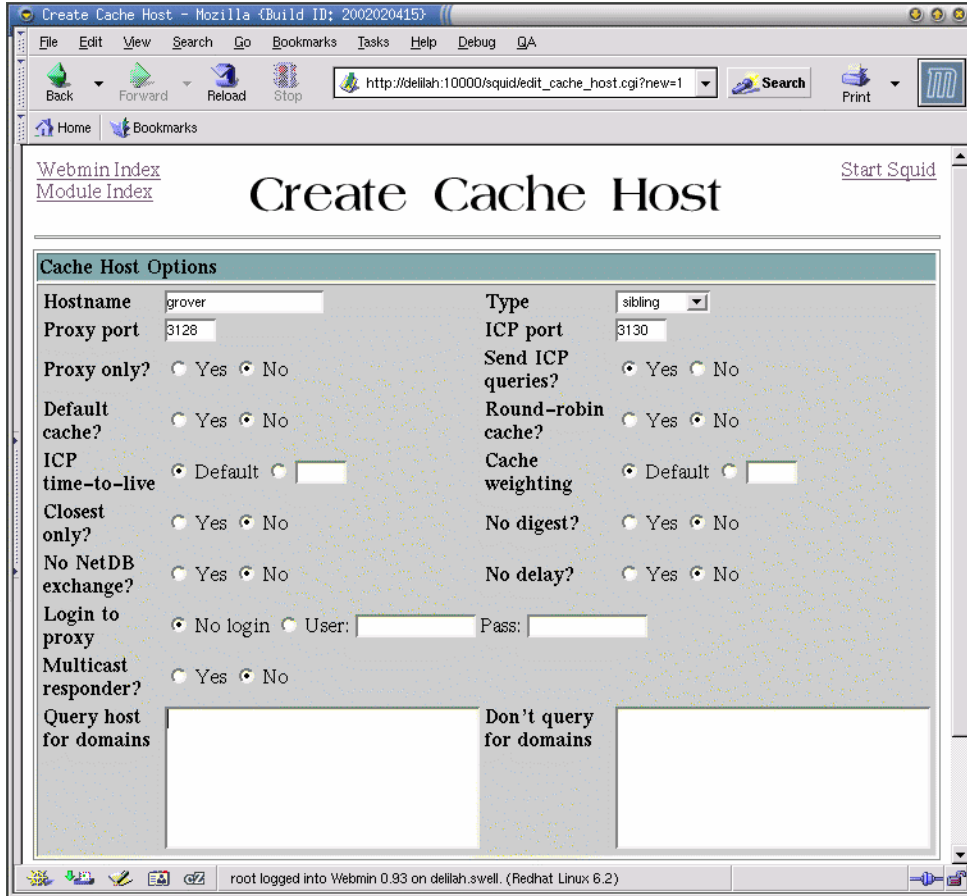 Create Cache Host - Mozilla {Build ID: 2002020415}
File Edit View Search Go Bookmarks Tasks Help Debug QA
Back Forward Reload Stop http://delilah:10000/squid/edit_cache_host.cgi?new=1 Search Print
Home Bookmarks
Webmin Index
Module Index
Create Cache Host
Start Squid
Cache Host Options
Hostname grover Type sibling
Proxy port 3128 ICP port 3130
Proxy only? Yes No Send ICP queries? Yes No
Default cache? Yes No Round-robin cache? Yes No
ICP time-to-live Default Cache weighting Default
Closest only? Yes No No digest? Yes No
No NetDB exchange? Yes No No delay? Yes No
Login to proxy No login User: Pass:
Multicast responder? Yes No
Query host for domains Don't query for domains
root logged into Webmin 0.93 on delilah.swell. (Redhat Linux 6.2)